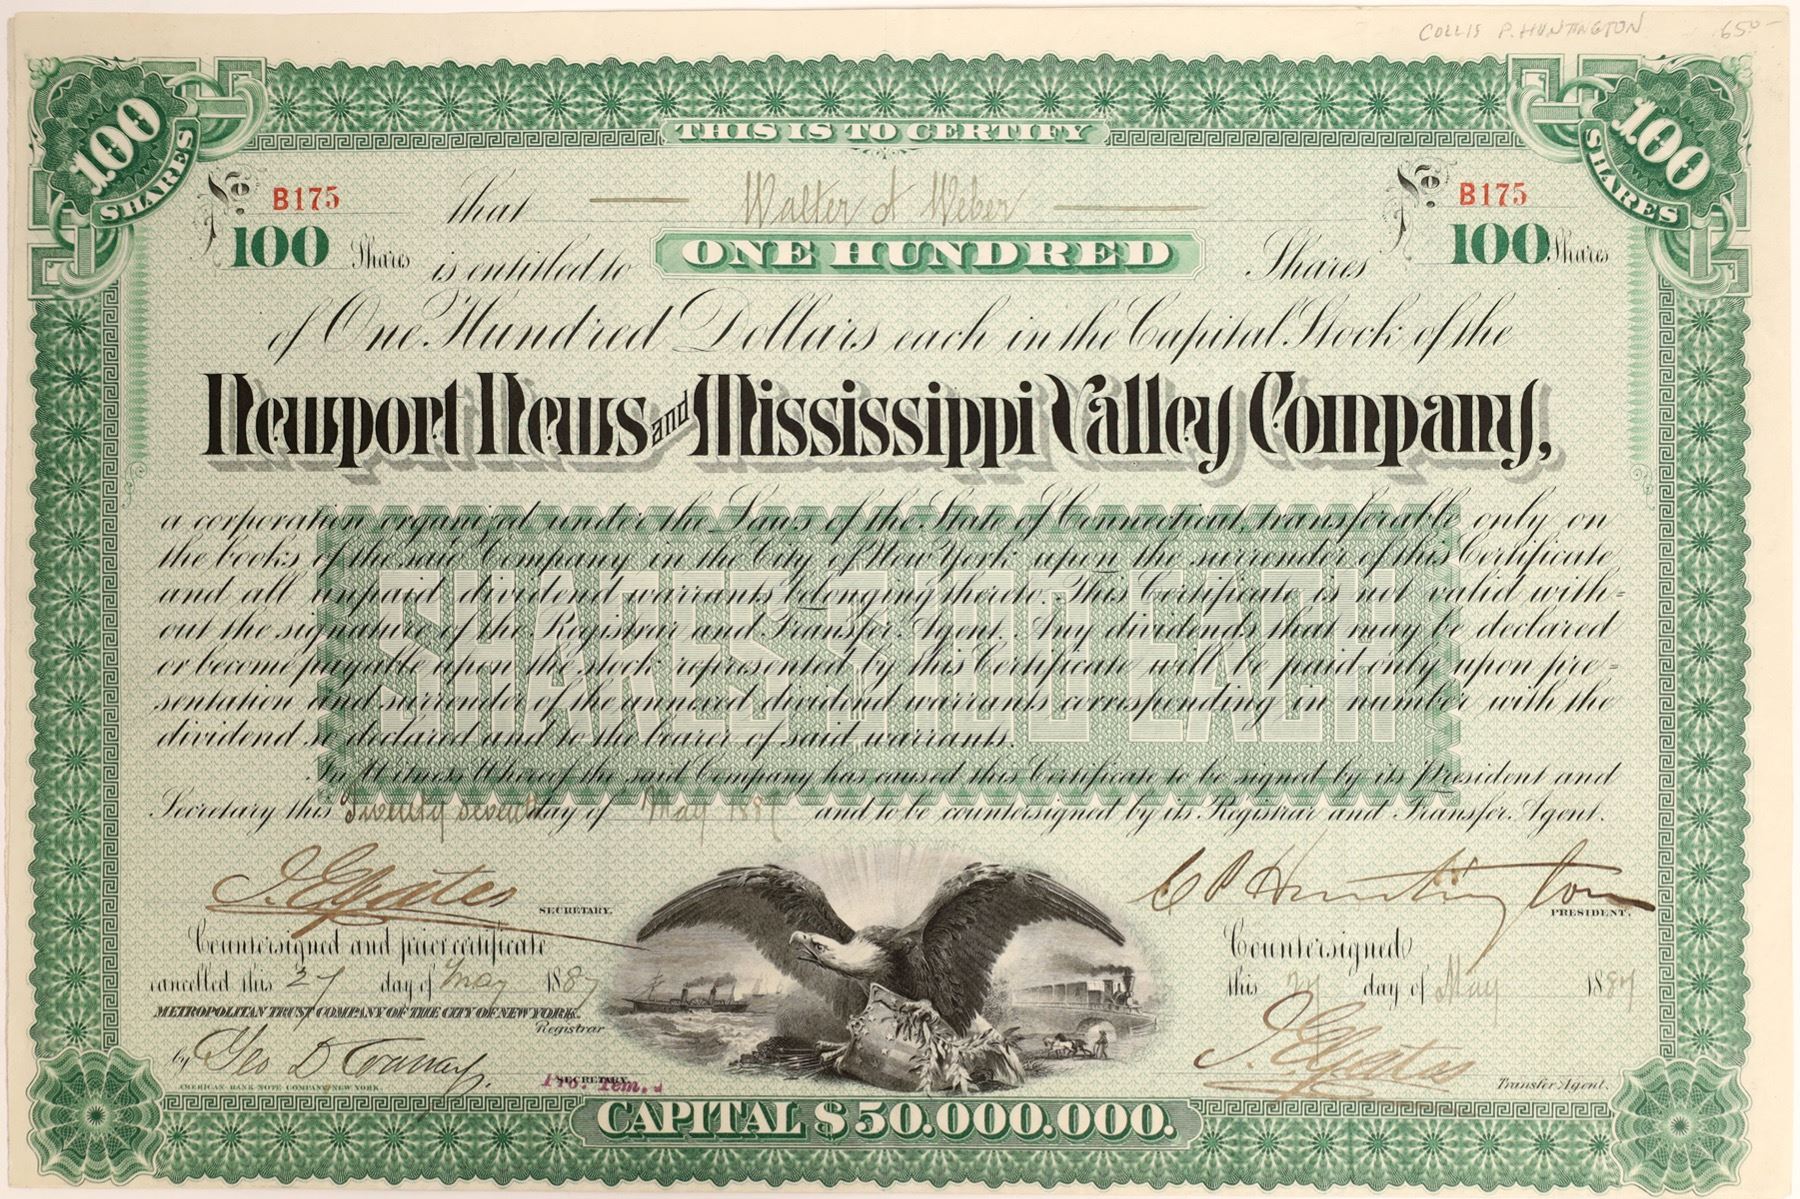 COLLIS P. HUNTINGTON 650-
100 SHARES
100 SHARES
THIS IS TO CERTIFY
No. B175
that Walter Weber
No. B175
100 Shares is entitled to ONE HUNDRED Shares 100 Shares
of One Hundred Dollars each in the Capital Stock of the
Newport News and Mississippi Valley Company,
SHARES $100 EACH
a corporation organized under the Laws of the State of Connecticut, transferable only on
the books of the said Company in the City of New York upon the surrender of this Certificate
and all unpaid dividend warrants belonging thereto. This Certificate is not valid with-
out the signature of the Registrar and Transfer Agent. Any dividends that may be declared
or become payable upon the stock represented by this Certificate will be paid only upon pre-
sentation and surrender of the annexed dividend warrants corresponding in number with the
dividend so declared and to the bearer of said warrants.
In Witness Whereof the said Company has caused this Certificate to be signed by its President and
Secretary this Twenty seventh day of May 1887 and to be countersigned by its Registrar and Transfer Agent.
I. E. Gates SECRETARY.
C P Huntington PRESIDENT.
Countersigned and prior certificate
cancelled this 27 day of May 1887
METROPOLITAN TRUST COMPANY OF THE CITY OF NEW YORK.
Registrar
by Geo D
SECRETARY.
Pro. Tem.
AMERICAN BANK NOTE COMPANY NEW YORK.
Countersigned
this 27 day of May 1887
I. E. Gates
Transfer Agent.
CAPITAL $50.000.000.